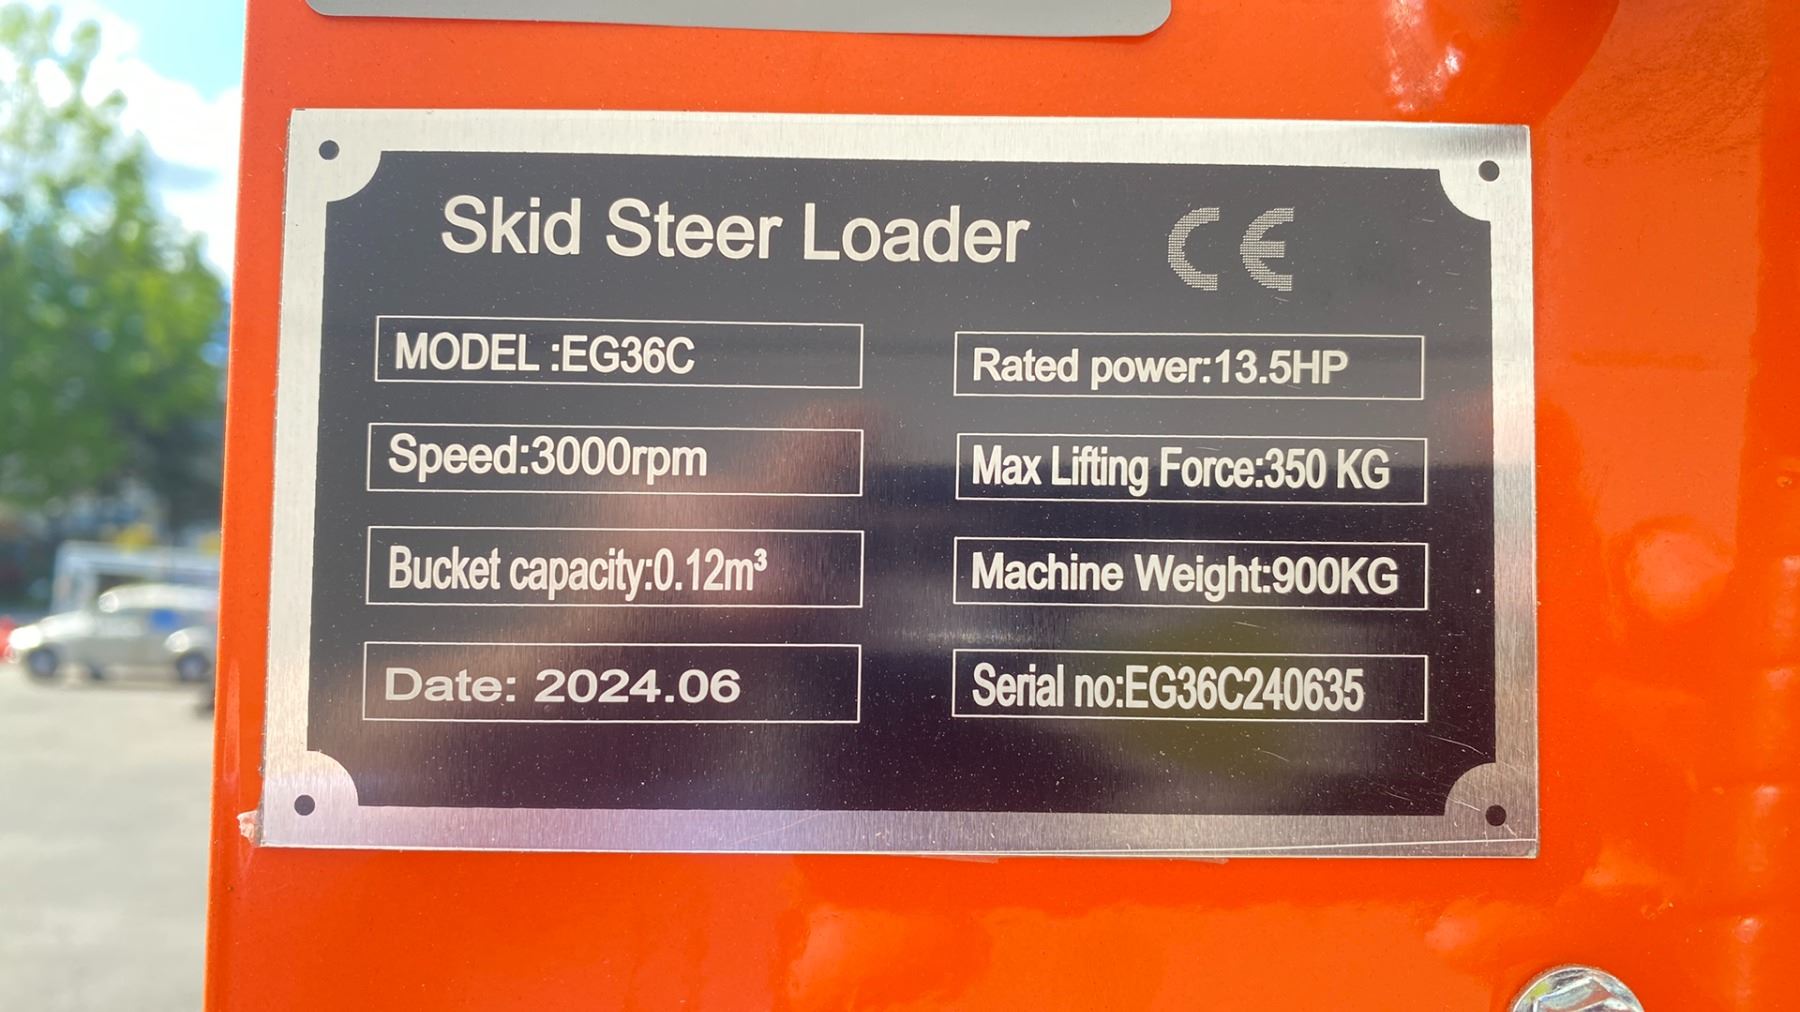 Skid Steer Loader CE
MODEL :EG36C
Rated power:13.5HP
Speed:3000rpm
Max Lifting Force:350 KG
Bucket capacity:0.12m³
Machine Weight:900KG
Date: 2024.06
Serial no:EG36C240635